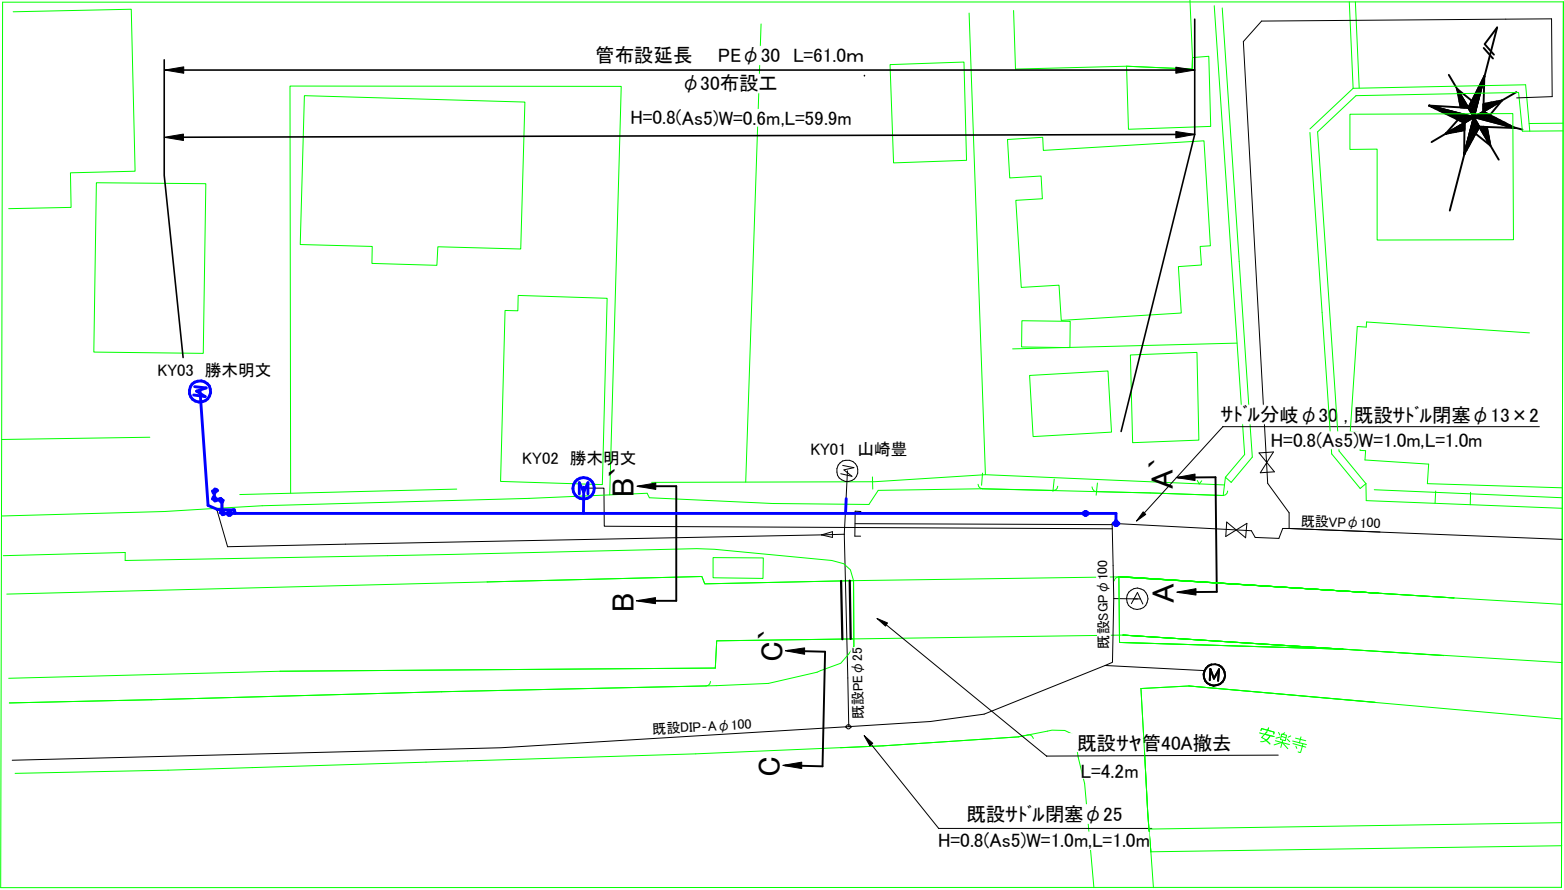 管布設延長 PEφ30 L=61.0m
φ30布設工
H=0.8(As5)W=0.6m,L=59.9m
KY03 勝木明文
M
KY02 勝木明文
M
KY01 山崎豊
M
サドル分岐φ30，既設サドル閉塞φ13×2
H=0.8(As5)W=1.0m,L=1.0m
B`
A`
既設VPφ100
B
A
既設SGPφ100
A
C`
既設PEφ25
M
既設DIP-Aφ100
C
既設サヤ管40A撤去
L=4.2m
安楽寺
既設サドル閉塞φ25
H=0.8(As5)W=1.0m,L=1.0m